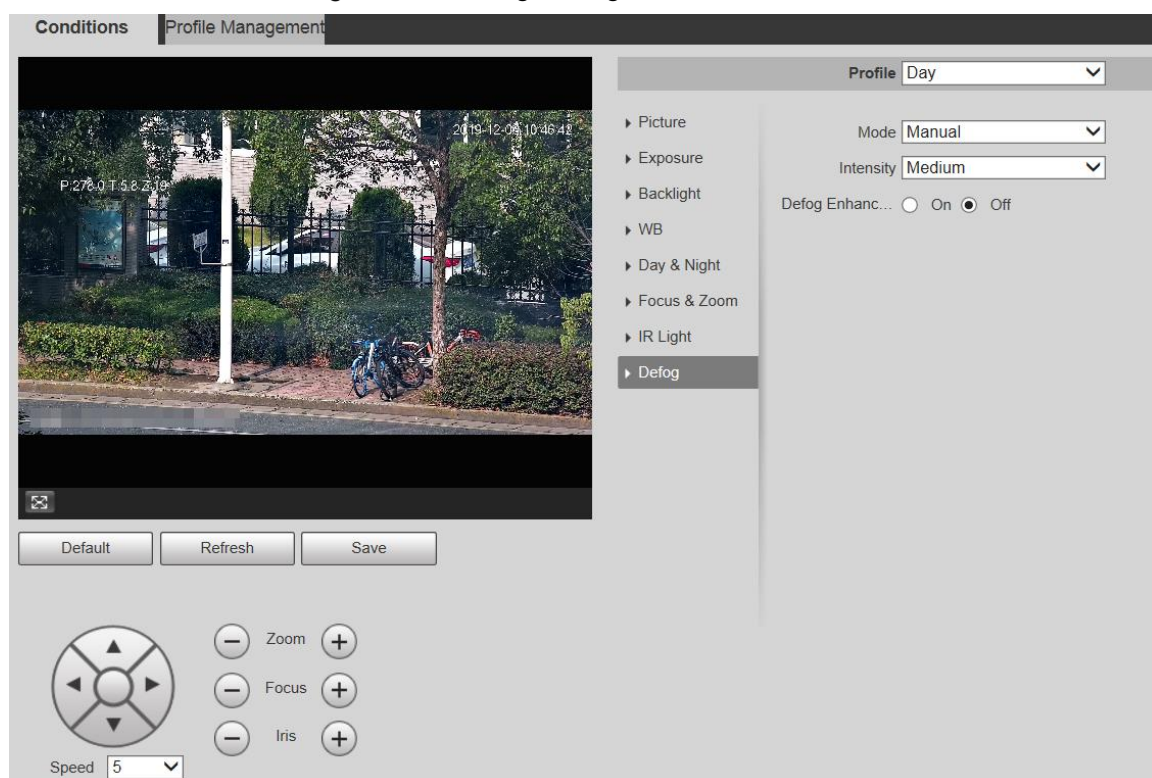 Conditions Profile Management
Profile Day
2019-12-04 10:46:42
P:278.0 T:5.8 Z:19
Picture
Exposure
Backlight
WB
Day & Night
Focus & Zoom
IR Light
Defog
Mode Manual
Intensity Medium
Defog Enhanc... On Off
Default Refresh Save
Zoom
Focus
Iris
Speed 5